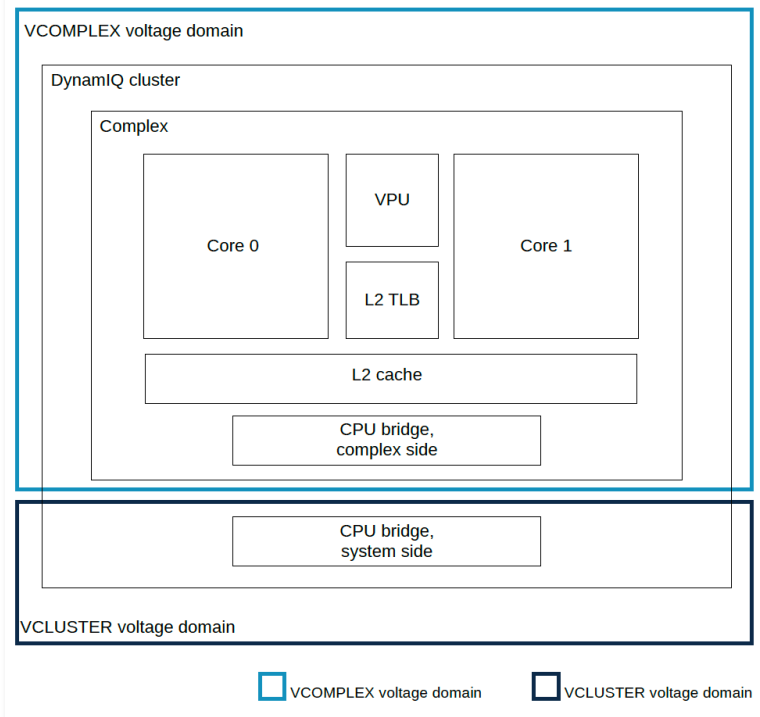 VCOMPLEX voltage domain
DynamIQ cluster
Complex
Core 0
VPU
L2 TLB
Core 1
L2 cache
CPU bridge,
complex side
CPU bridge,
system side
VCLUSTER voltage domain
VCOMPLEX voltage domain
VCLUSTER voltage domain